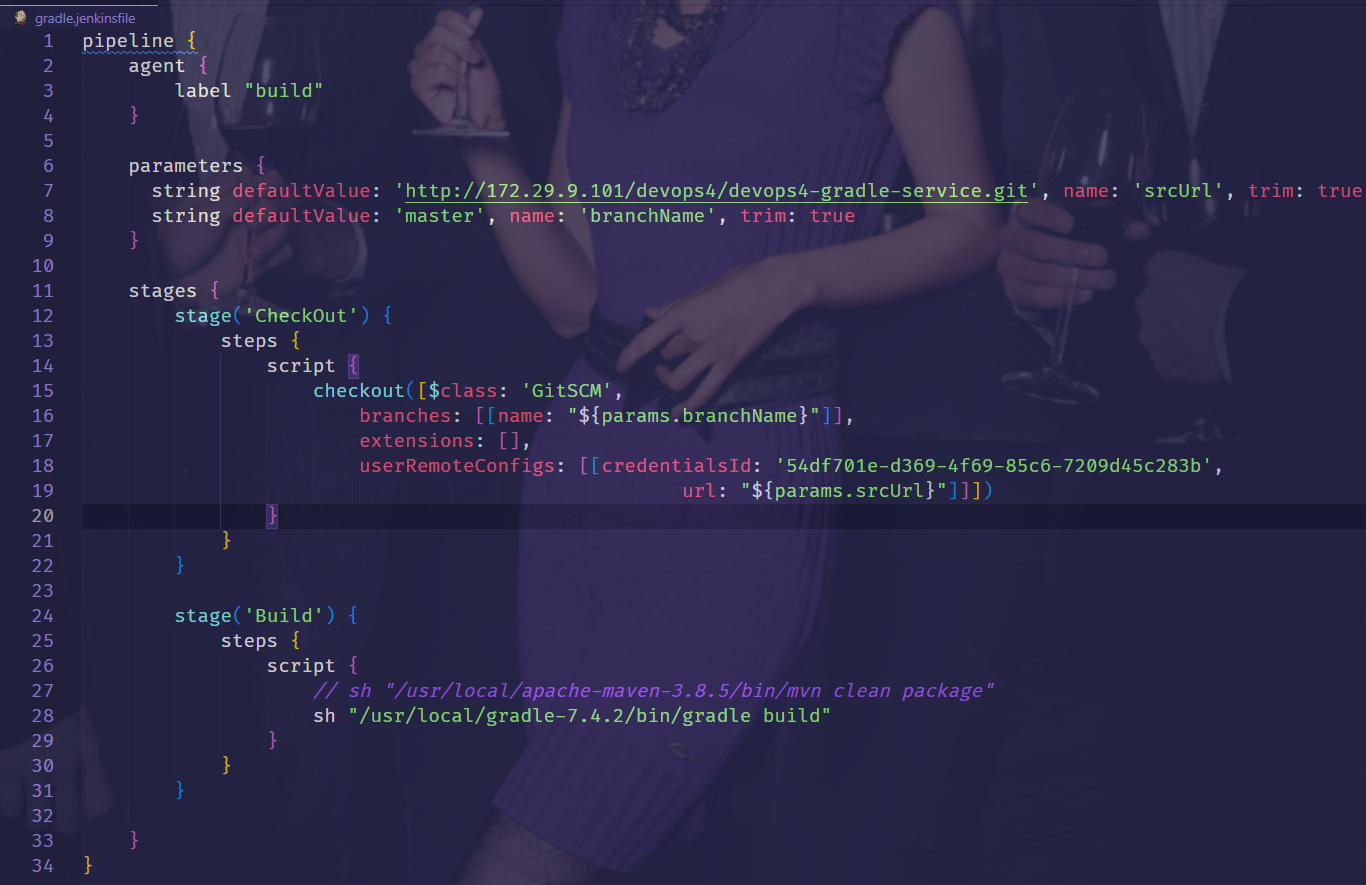 gradle.jenkinsfile
1 pipeline {
2     agent {
3         label "build"
4     }
5
6     parameters {
7       string defaultValue: 'http://172.29.9.101/devops4/devops4-gradle-service.git', name: 'srcUrl', trim: true
8       string defaultValue: 'master', name: 'branchName', trim: true
9     }
10
11     stages {
12         stage('CheckOut') {
13             steps {
14                 script {
15                     checkout([$class: 'GitSCM',
16                         branches: [[name: "${params.branchName}"]],
17                         extensions: [],
18                         userRemoteConfigs: [[credentialsId: '54df701e-d369-4f69-85c6-7209d45c283b',
19                                                     url: "${params.srcUrl}"]]])
20                 }
21             }
22         }
23
24         stage('Build') {
25             steps {
26                 script {
27                     // sh "/usr/local/apache-maven-3.8.5/bin/mvn clean package"
28                     sh "/usr/local/gradle-7.4.2/bin/gradle build"
29                 }
30             }
31         }
32
33     }
34 }